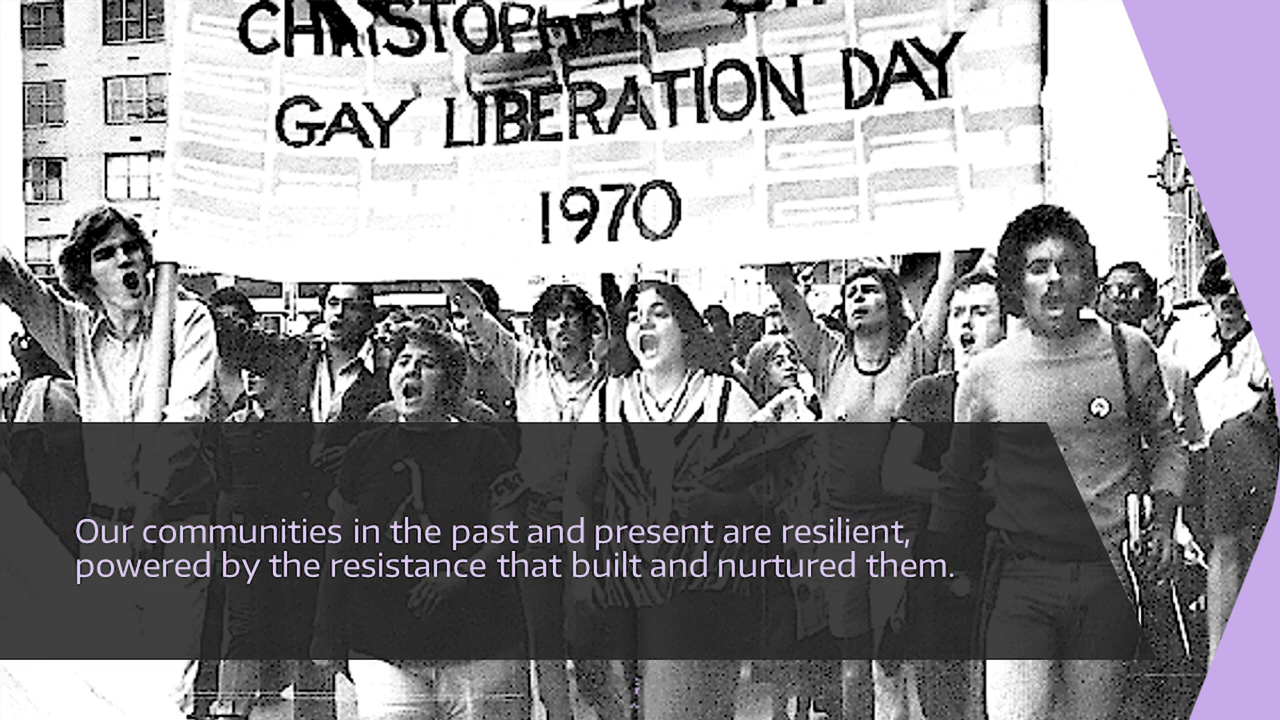 CHRISTOPHER
GAY LIBERATION DAY
1970
Our communities in the past and present are resilient,
powered by the resistance that built and nurtured them.